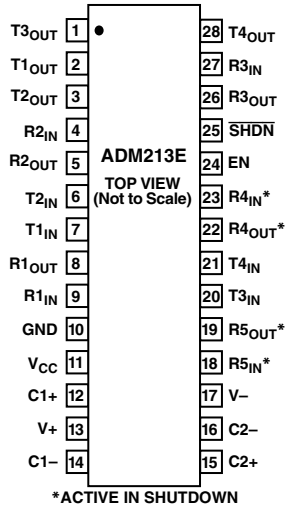 T3OUT 1 28 T4OUT
T1OUT 2 27 R3IN
T2OUT 3 26 R3OUT
R2IN 4 25 S̅H̅D̅N̅
R2OUT 5 24 EN
ADM213E
TOP VIEW
(Not to Scale)
T2IN 6 23 R4IN*
T1IN 7 22 R4OUT*
R1OUT 8 21 T4IN
R1IN 9 20 T3IN
GND 10 19 R5OUT*
VCC 11 18 R5IN*
C1+ 12 17 V–
V+ 13 16 C2–
C1– 14 15 C2+
*ACTIVE IN SHUTDOWN